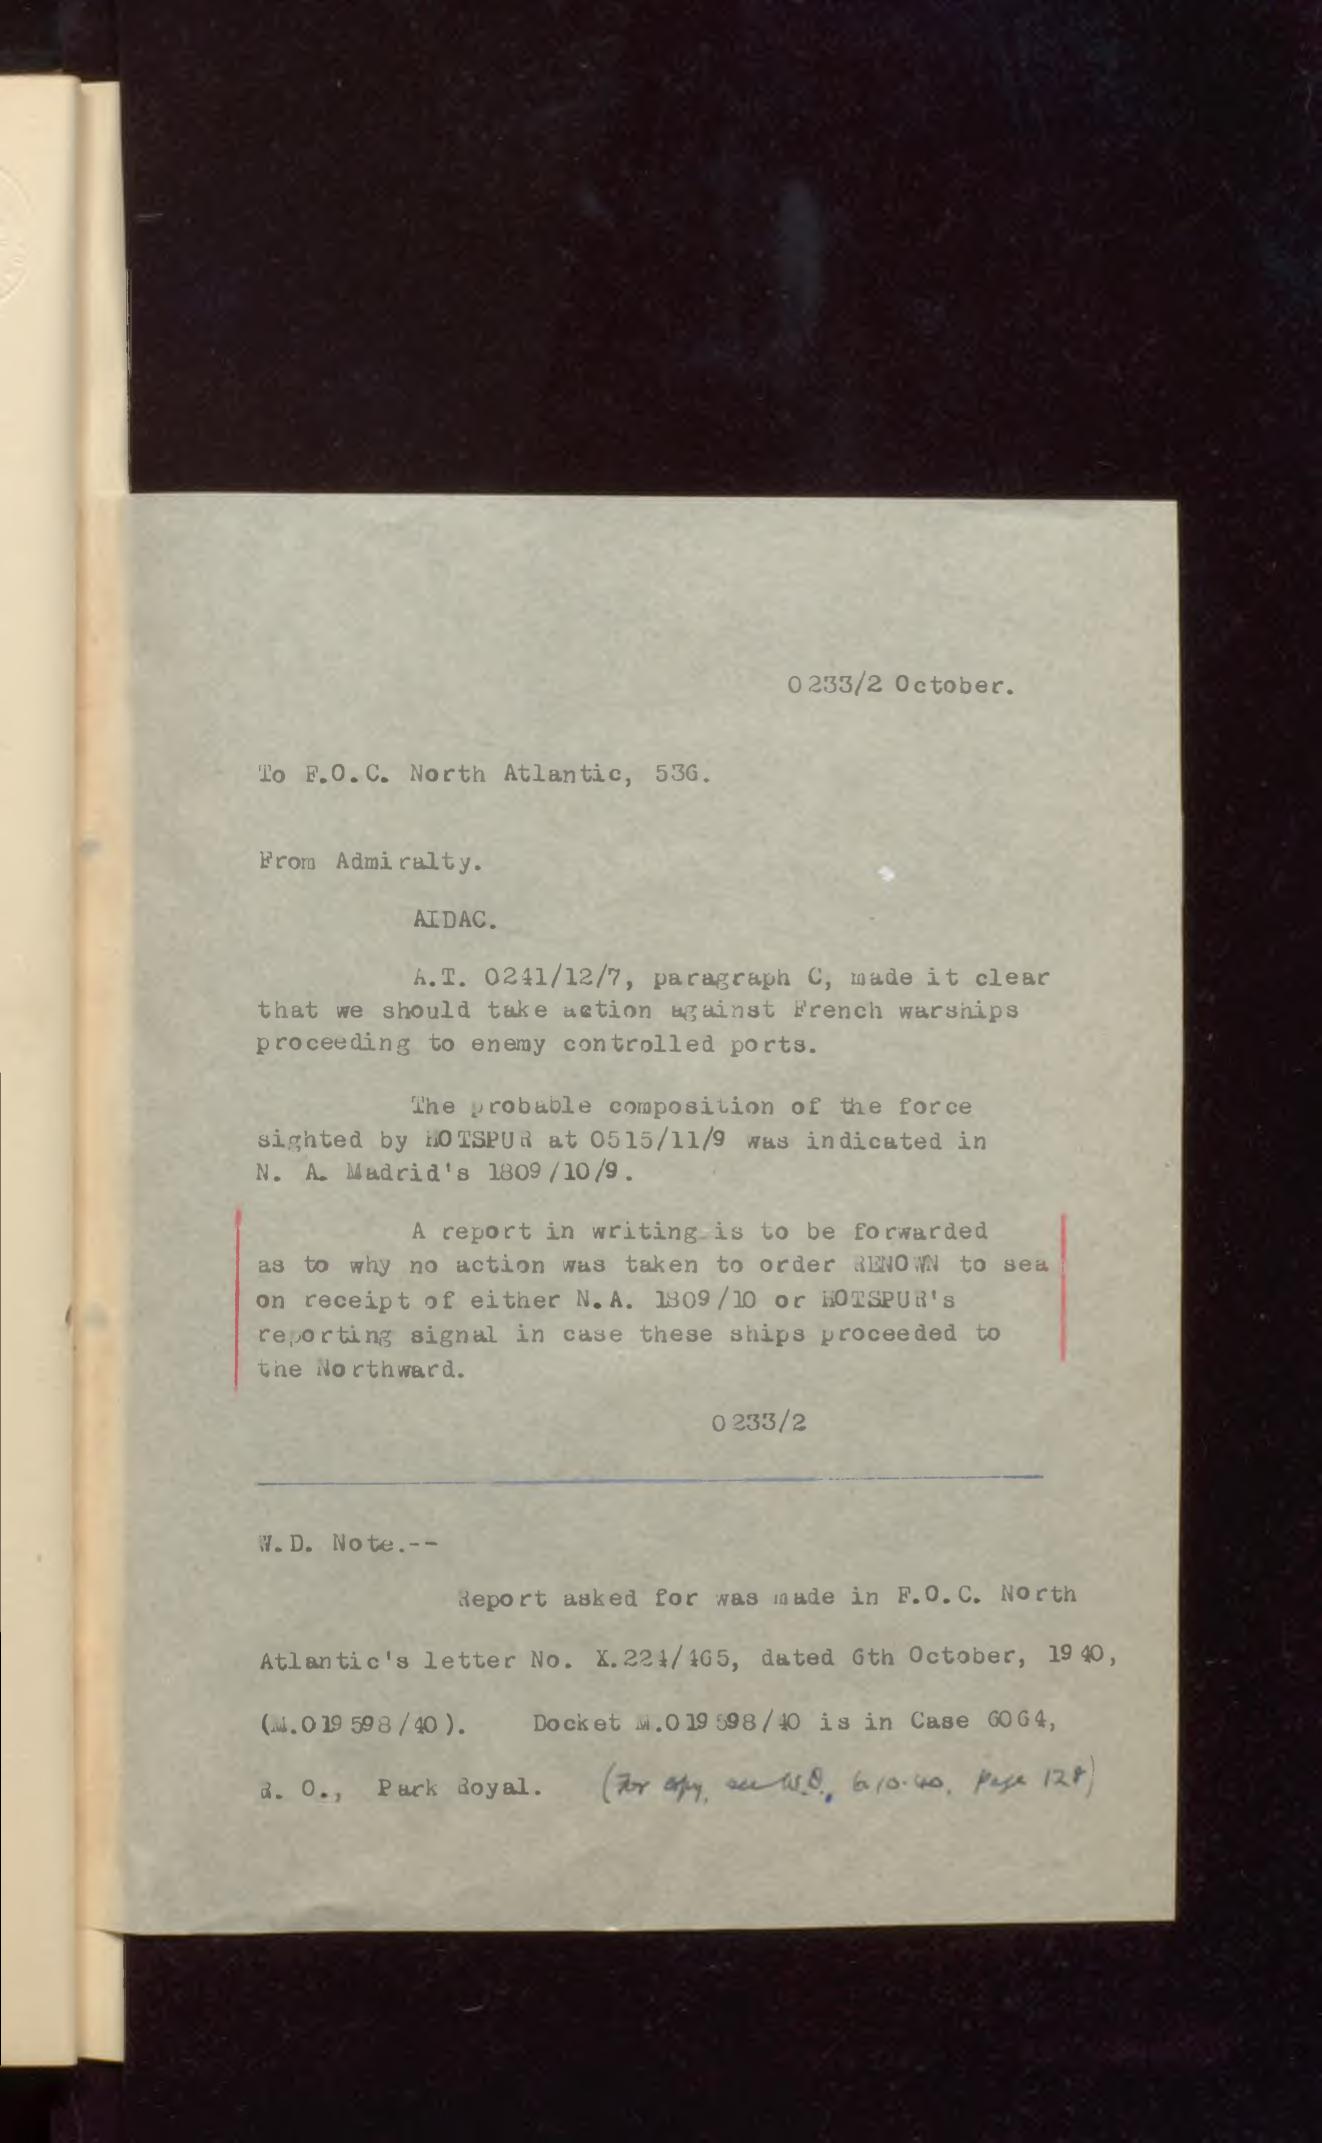 0233/2 October.
To F.O.C. North Atlantic, 536.
From Admiralty.
AIDAC.
A.T. 0241/12/7, paragraph C, made it clear
that we should take action against French warships
proceeding to enemy controlled ports.
The probable composition of the force
sighted by HOTSPUR at 0515/11/9 was indicated in
N. A. Madrid's 1809/10/9.
A report in writing is to be forwarded
as to why no action was taken to order RENOWN to sea
on receipt of either N.A. 1809/10 or HOTSPUR's
reporting signal in case these ships proceeded to
the Northward.
0233/2
W.D. Note.--
Report asked for was made in F.O.C. North
Atlantic's letter No. X.224/465, dated 6th October, 1940,
(M.019598/40). Docket M.019598/40 is in Case 6064,
R. O., Park Royal. (For copy, see W.D., 6.10.40, page 128)